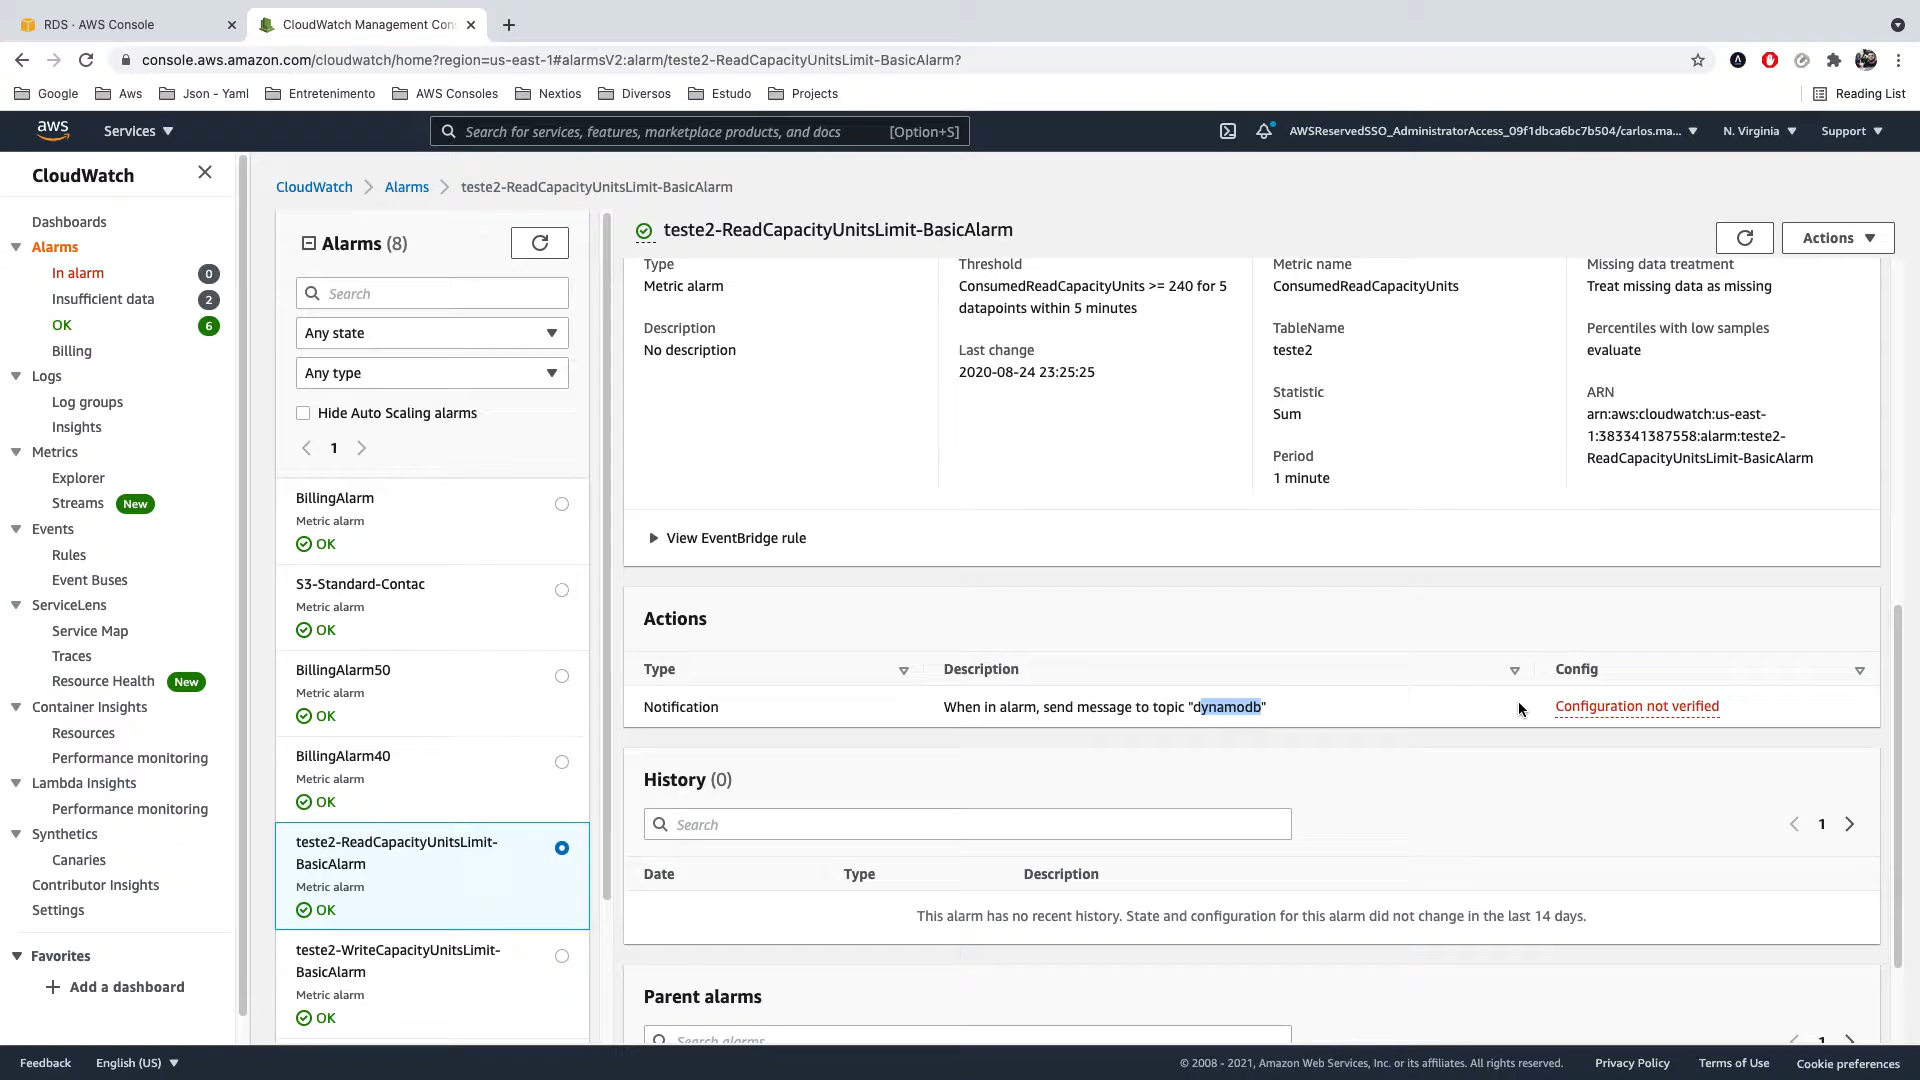 RDS · AWS Console
CloudWatch Management Con
console.aws.amazon.com/cloudwatch/home?region=us-east-1#alarmsV2:alarm/teste2-ReadCapacityUnitsLimit-BasicAlarm?
Google
Aws
Json - Yaml
Entretenimento
AWS Consoles
Nextios
Diversos
Estudo
Projects
Reading List
aws
Services
Search for services, features, marketplace products, and docs
[Option+S]
AWSReservedSSO_AdministratorAccess_09f1dbca6bc7b504/carlos.ma...
N. Virginia
Support
CloudWatch
Dashboards
Alarms
In alarm
0
Insufficient data
2
OK
6
Billing
Logs
Log groups
Insights
Metrics
Explorer
Streams
New
Events
Rules
Event Buses
ServiceLens
Service Map
Traces
Resource Health
New
Container Insights
Resources
Performance monitoring
Lambda Insights
Performance monitoring
Synthetics
Canaries
Contributor Insights
Settings
Favorites
Add a dashboard
CloudWatch
Alarms
teste2-ReadCapacityUnitsLimit-BasicAlarm
Alarms (8)
Search
Any state
Any type
Hide Auto Scaling alarms
1
BillingAlarm
Metric alarm
OK
S3-Standard-Contac
Metric alarm
OK
BillingAlarm50
Metric alarm
OK
BillingAlarm40
Metric alarm
OK
teste2-ReadCapacityUnitsLimit-
BasicAlarm
Metric alarm
OK
teste2-WriteCapacityUnitsLimit-
BasicAlarm
Metric alarm
OK
teste2-ReadCapacityUnitsLimit-BasicAlarm
Actions
Type
Metric alarm
Description
No description
Threshold
ConsumedReadCapacityUnits >= 240 for 5
datapoints within 5 minutes
Last change
2020-08-24 23:25:25
Metric name
ConsumedReadCapacityUnits
TableName
teste2
Statistic
Sum
Period
1 minute
Missing data treatment
Treat missing data as missing
Percentiles with low samples
evaluate
ARN
arn:aws:cloudwatch:us-east-
1:383341387558:alarm:teste2-
ReadCapacityUnitsLimit-BasicAlarm
View EventBridge rule
Actions
Type
Description
Config
Notification
When in alarm, send message to topic "dynamodb"
Configuration not verified
History (0)
Search
1
Date
Type
Description
This alarm has no recent history. State and configuration for this alarm did not change in the last 14 days.
Parent alarms
Search alarms
1
Feedback
English (US)
© 2008 - 2021, Amazon Web Services, Inc. or its affiliates. All rights reserved.
Privacy Policy
Terms of Use
Cookie preferences